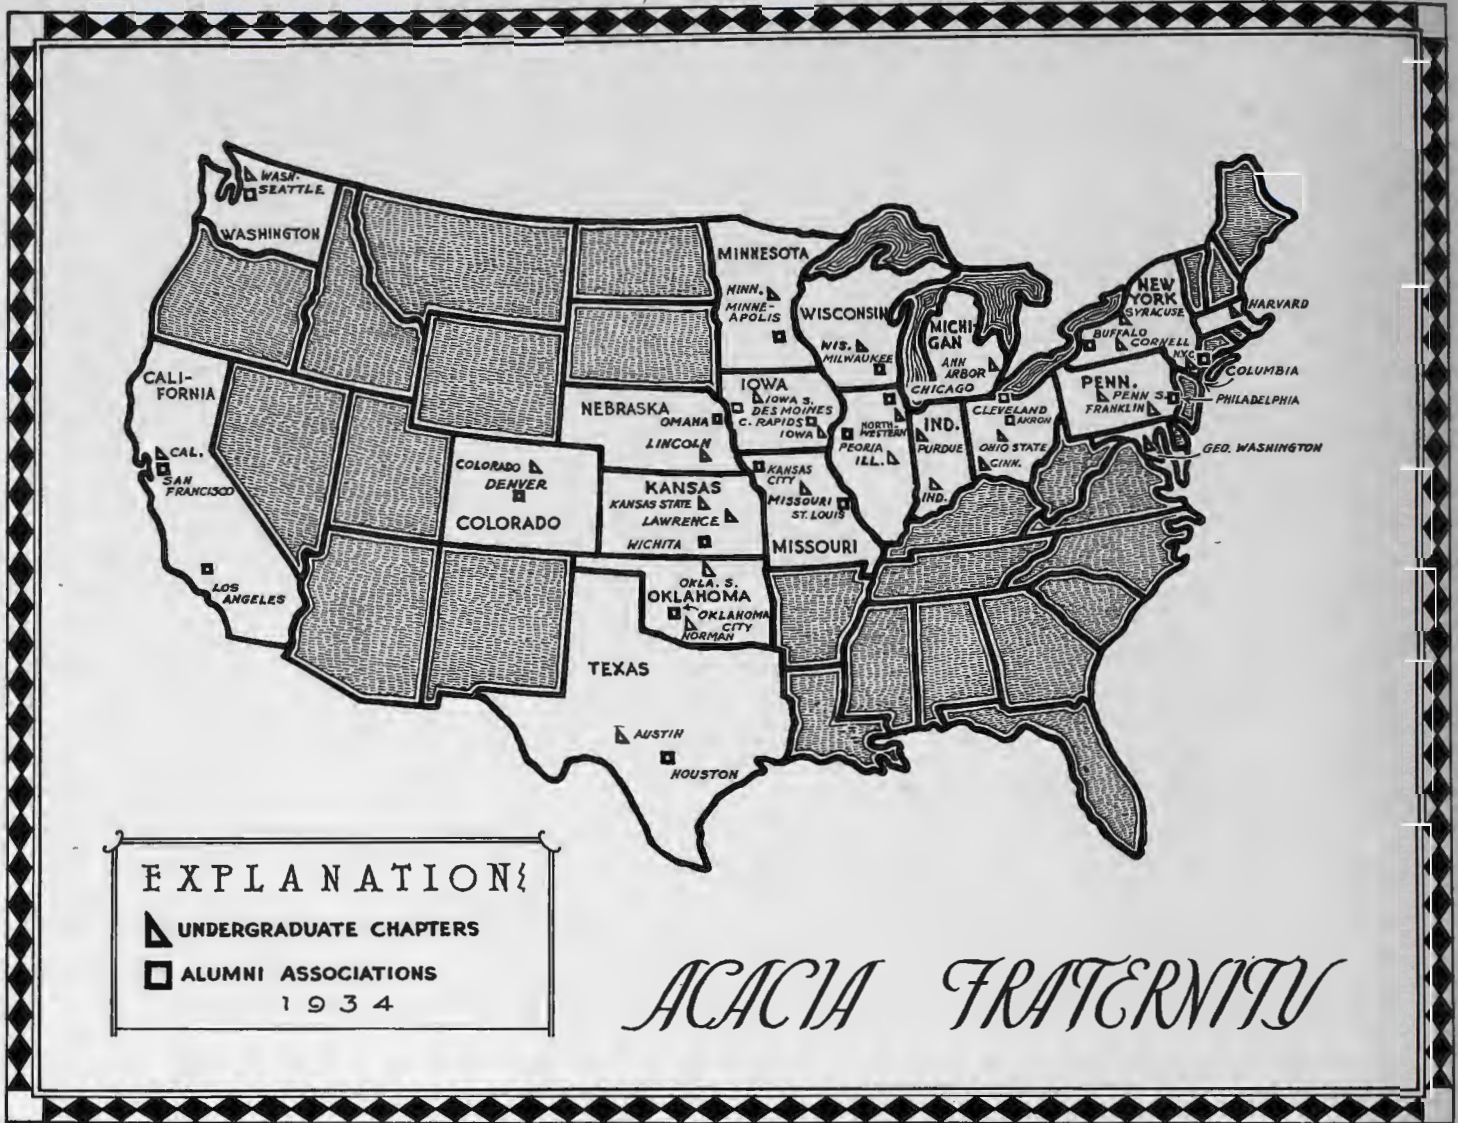 WASH.
SEATTLE
WASHINGTON
CALI-
FORNIA
CAL.
SAN
FRANCISCO
LOS
ANGELES
COLORADO
DENVER
COLORADO
NEBRASKA
OMAHA
LINCOLN
KANSAS
KANSAS STATE
LAWRENCE
WICHITA
OKLA. S.
OKLAHOMA
OKLAHOMA
CITY
NORMAN
TEXAS
AUSTIN
HOUSTON
MINNESOTA
MINN.
MINNE-
APOLIS
IOWA
IOWA S.
DES MOINES
C. RAPIDS
IOWA
KANSAS
CITY
MISSOURI
ST. LOUIS
MISSOURI
WISCONSIN
WIS.
MILWAUKEE
CHICAGO
NORTH-
WESTERN
PEORIA
ILL.
MICHI-
GAN
ANN
ARBOR
IND.
PURDUE
IND.
CLEVELAND
AKRON
OHIO STATE
CINN.
NEW
YORK
SYRACUSE
BUFFALO
CORNELL
NYC
HARVARD
COLUMBIA
PENN.
PENN S.
FRANKLIN
PHILADELPHIA
GEO. WASHINGTON
EXPLANATION
UNDERGRADUATE CHAPTERS
ALUMNI ASSOCIATIONS
1934
ACACIA FRATERNITY